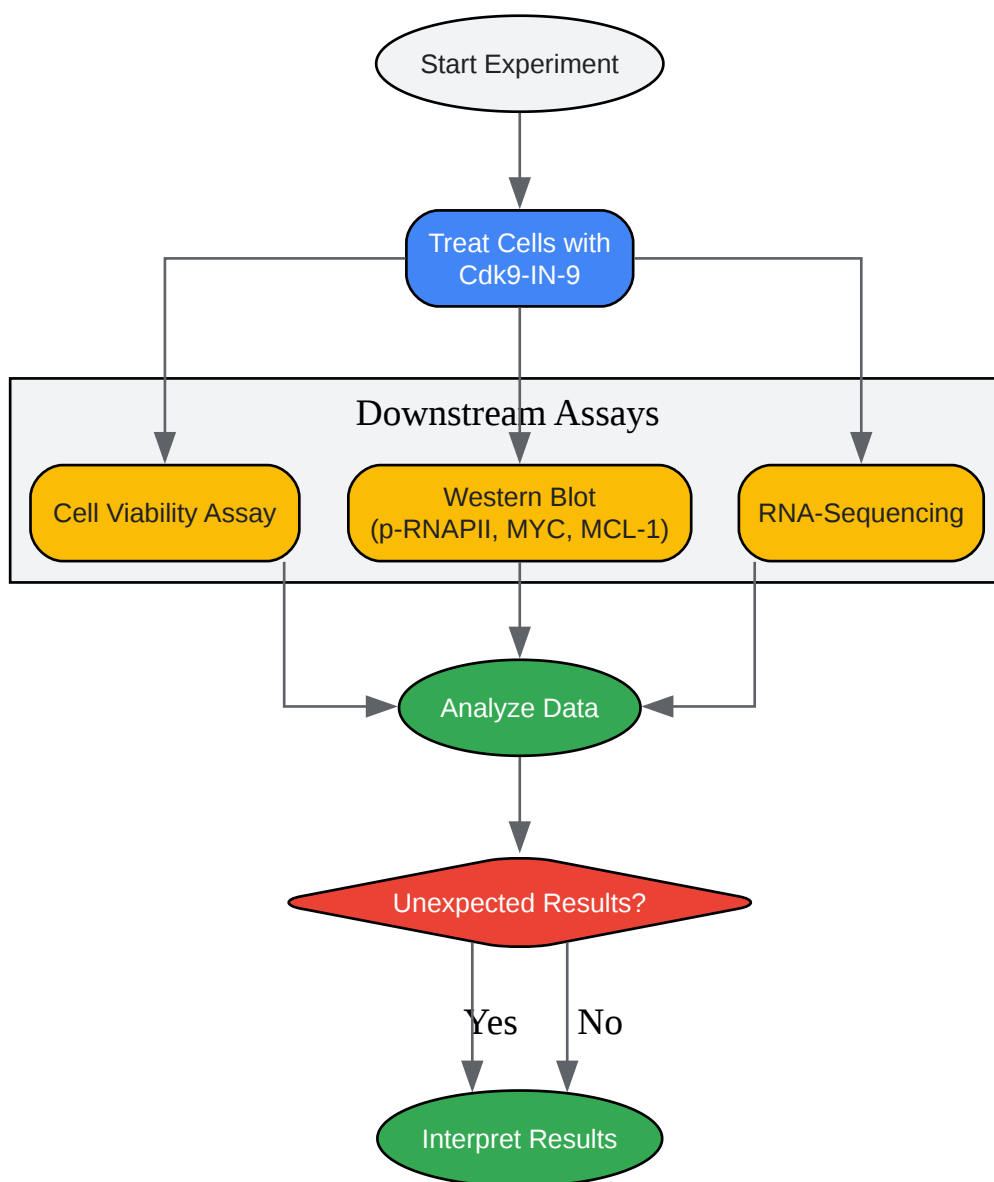 Start Experiment
Treat Cells with
Cdk9-IN-9
Downstream Assays
Cell Viability Assay
Western Blot
(p-RNAPII, MYC, MCL-1)
RNA-Sequencing
Analyze Data
Unexpected Results?
Yes
No
Interpret Results